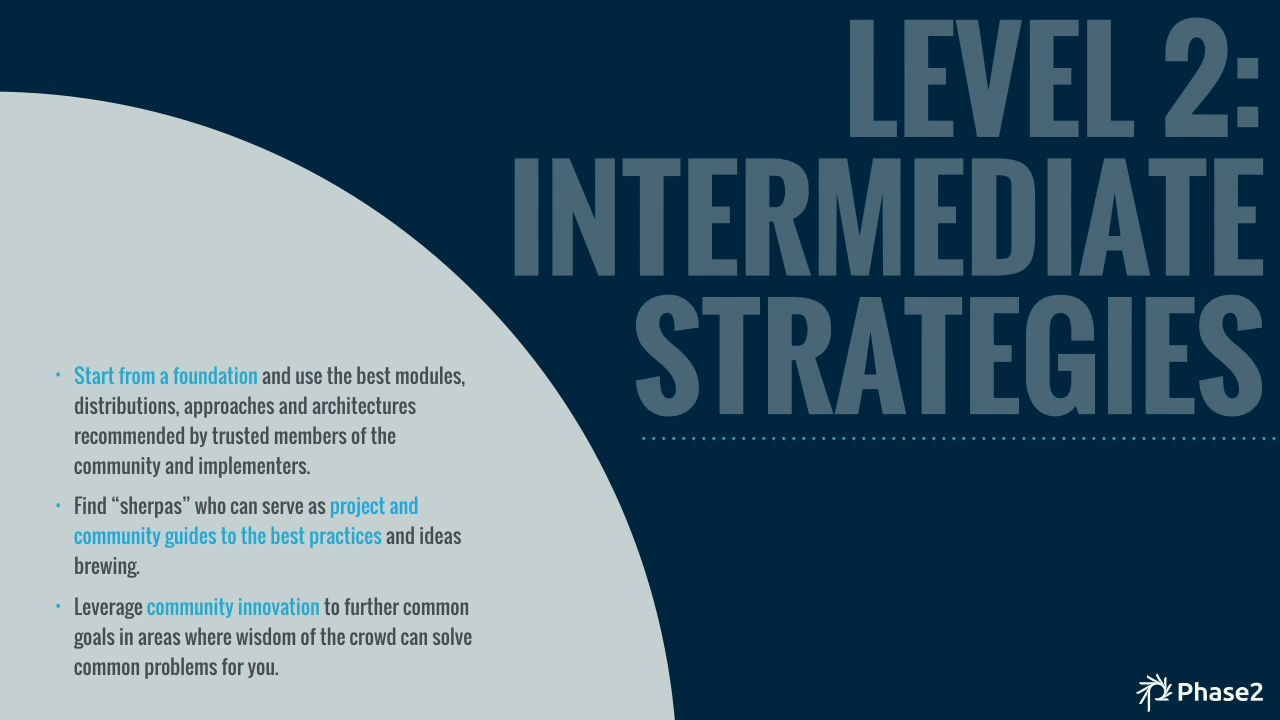 LEVEL 2:
INTERMEDIATE
STRATEGIES
• Start from a foundation and use the best modules,
distributions, approaches and architectures
recommended by trusted members of the
community and implementers.
• Find “sherpas” who can serve as project and
community guides to the best practices and ideas
brewing.
• Leverage community innovation to further common
goals in areas where wisdom of the crowd can solve
common problems for you.
Phase2